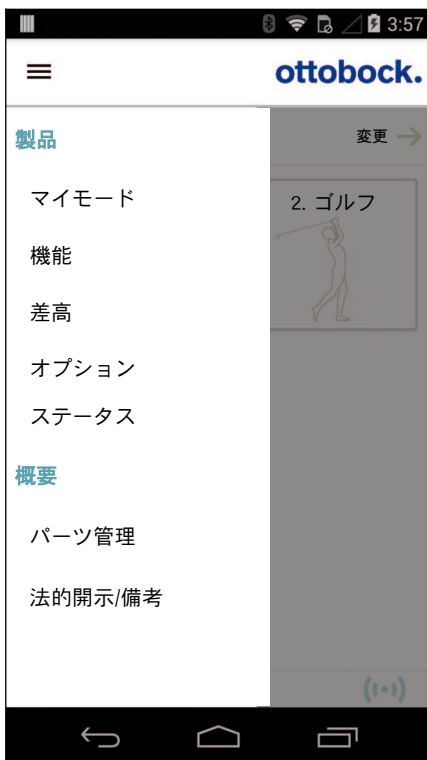 3:57
ottobock.
製品
変更
マイモード
2. ゴルフ
機能
差高
オプション
ステータス
概要
パーツ管理
法的開示/備考